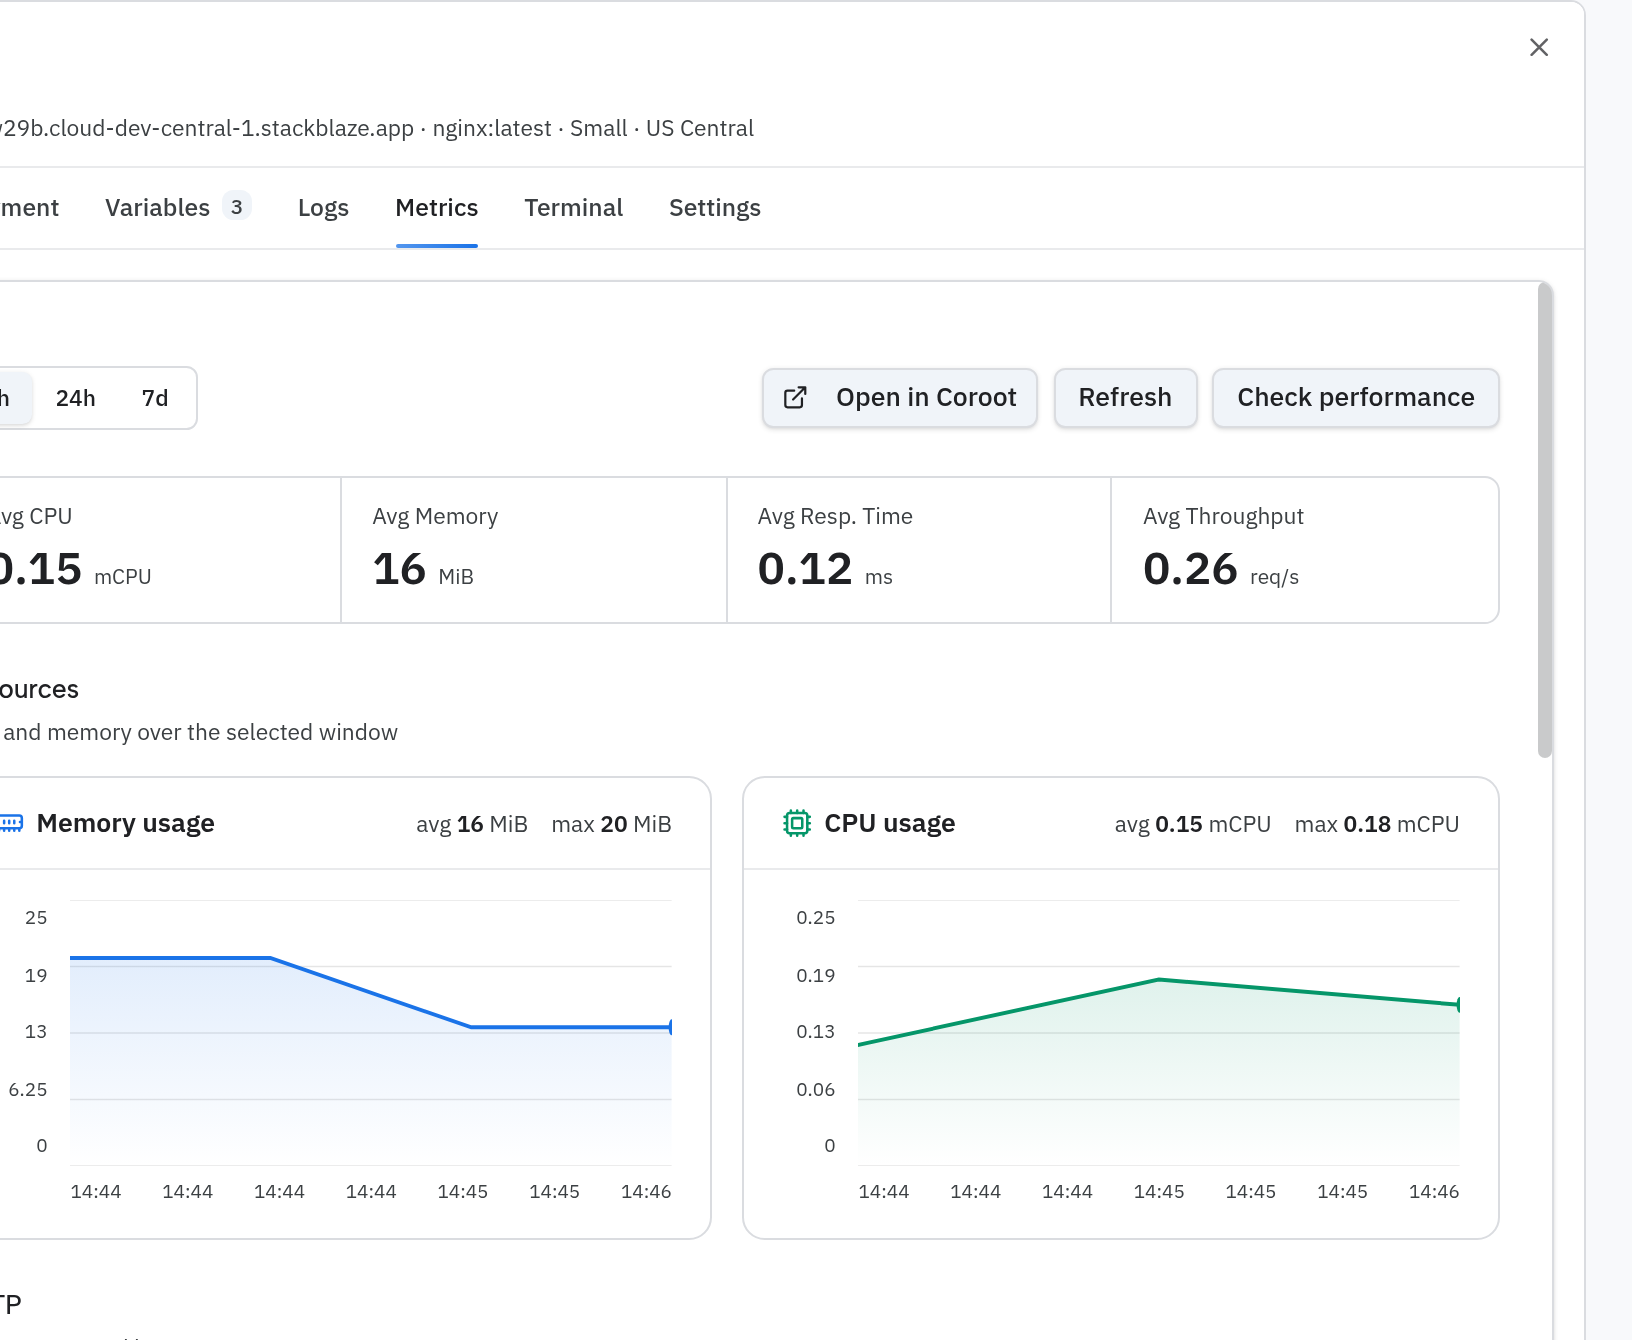 29b.cloud-dev-central-1.stackblaze.app · nginx:latest · Small · US Central
ment Variables 3 Logs Metrics Terminal Settings
h 24h 7d Open in Coroot Refresh Check performance
vg CPU Avg Memory Avg Resp. Time Avg Throughput
0.15 mCPU 16 MiB 0.12 ms 0.26 req/s
ources
and memory over the selected window
Memory usage avg 16 MiB max 20 MiB
25
19
13
6.25
0
14:44 14:44 14:44 14:44 14:45 14:45 14:46
CPU usage avg 0.15 mCPU max 0.18 mCPU
0.25
0.19
0.13
0.06
0
14:44 14:44 14:44 14:45 14:45 14:45 14:46
TP